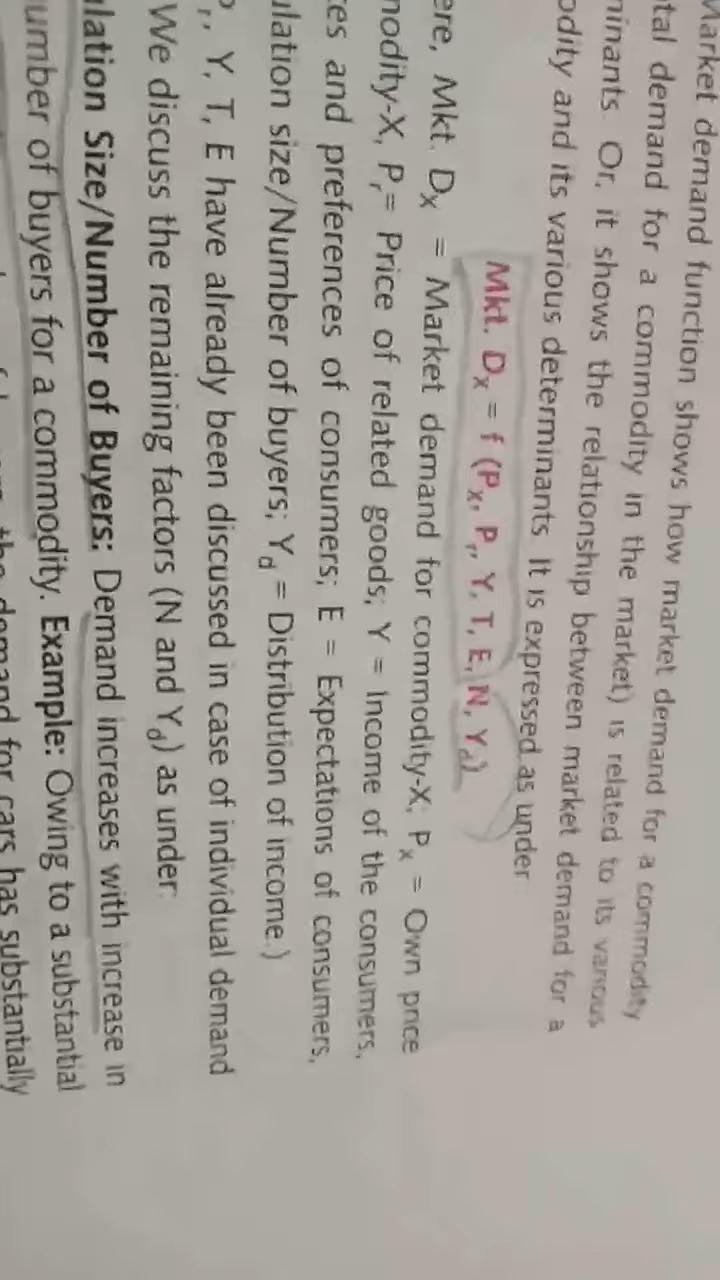 Market demand function shows how market demand for a commodity
tal demand for a commodity in the market) is related to its various
minants. Or, it shows the relationship between market demand for a
odity and its various determinants. It is expressed as under
Mkt. Dx = f (Px, Pr, Y, T, E, N, Yd)
ere, Mkt. Dx = Market demand for commodity-X; Px = Own price
modity-X, Pr= Price of related goods; Y = Income of the consumers,
es and preferences of consumers; E = Expectations of consumers,
ulation size/Number of buyers; Yd = Distribution of income.)
Pr, Y, T, E have already been discussed in case of individual demand
We discuss the remaining factors (N and Yd) as under:
ulation Size/Number of Buyers: Demand increases with increase in
umber of buyers for a commodity. Example: Owing to a substantial
the demand for cars has substantially